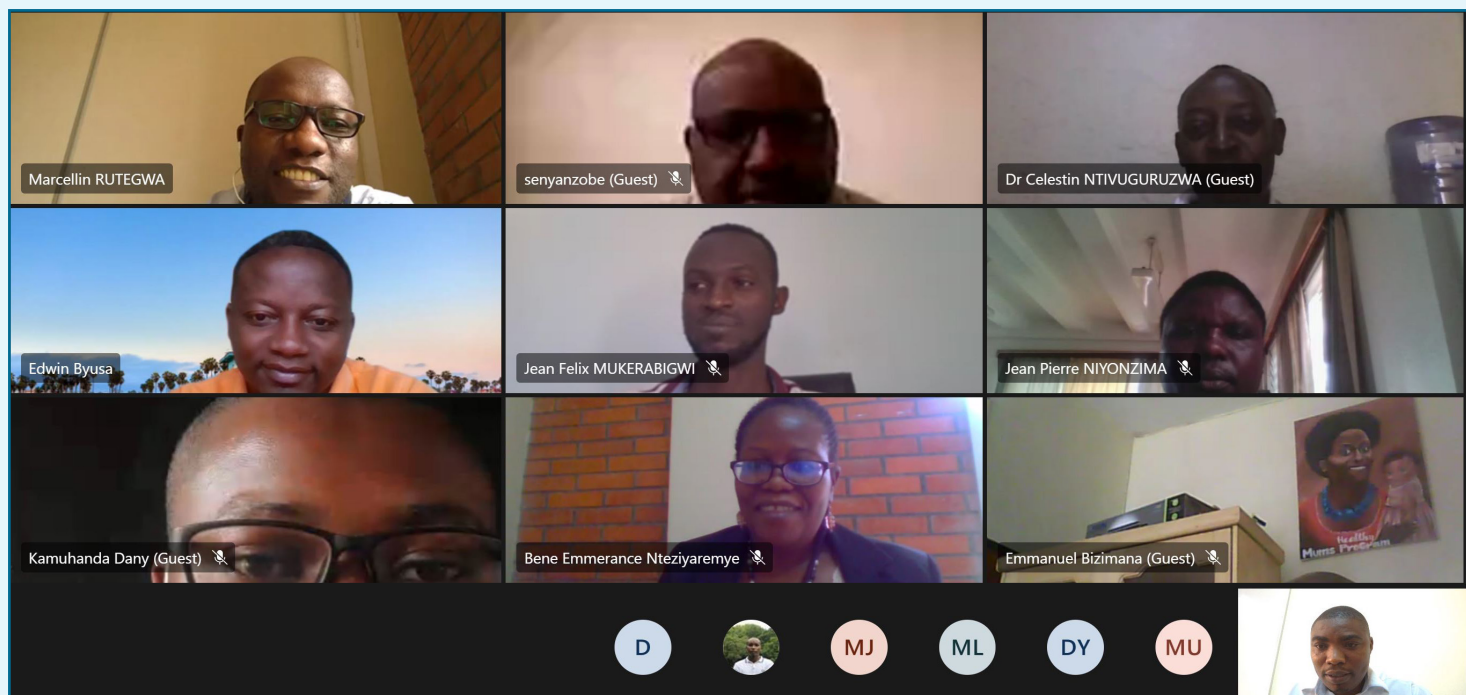 Marcellin RUTEGWA
senyanzobe (Guest)
Dr Celestin NTIVUGURUZWA (Guest)
Edwin Byusa
Jean Felix MUKERABIGWI
Jean Pierre NIYONZIMA
Kamuhanda Dany (Guest)
Bene Emmerance Nteziyaremye
Healthy
Mums Program
Emmanuel Bizimana (Guest)
D
MJ
ML
DY
MU